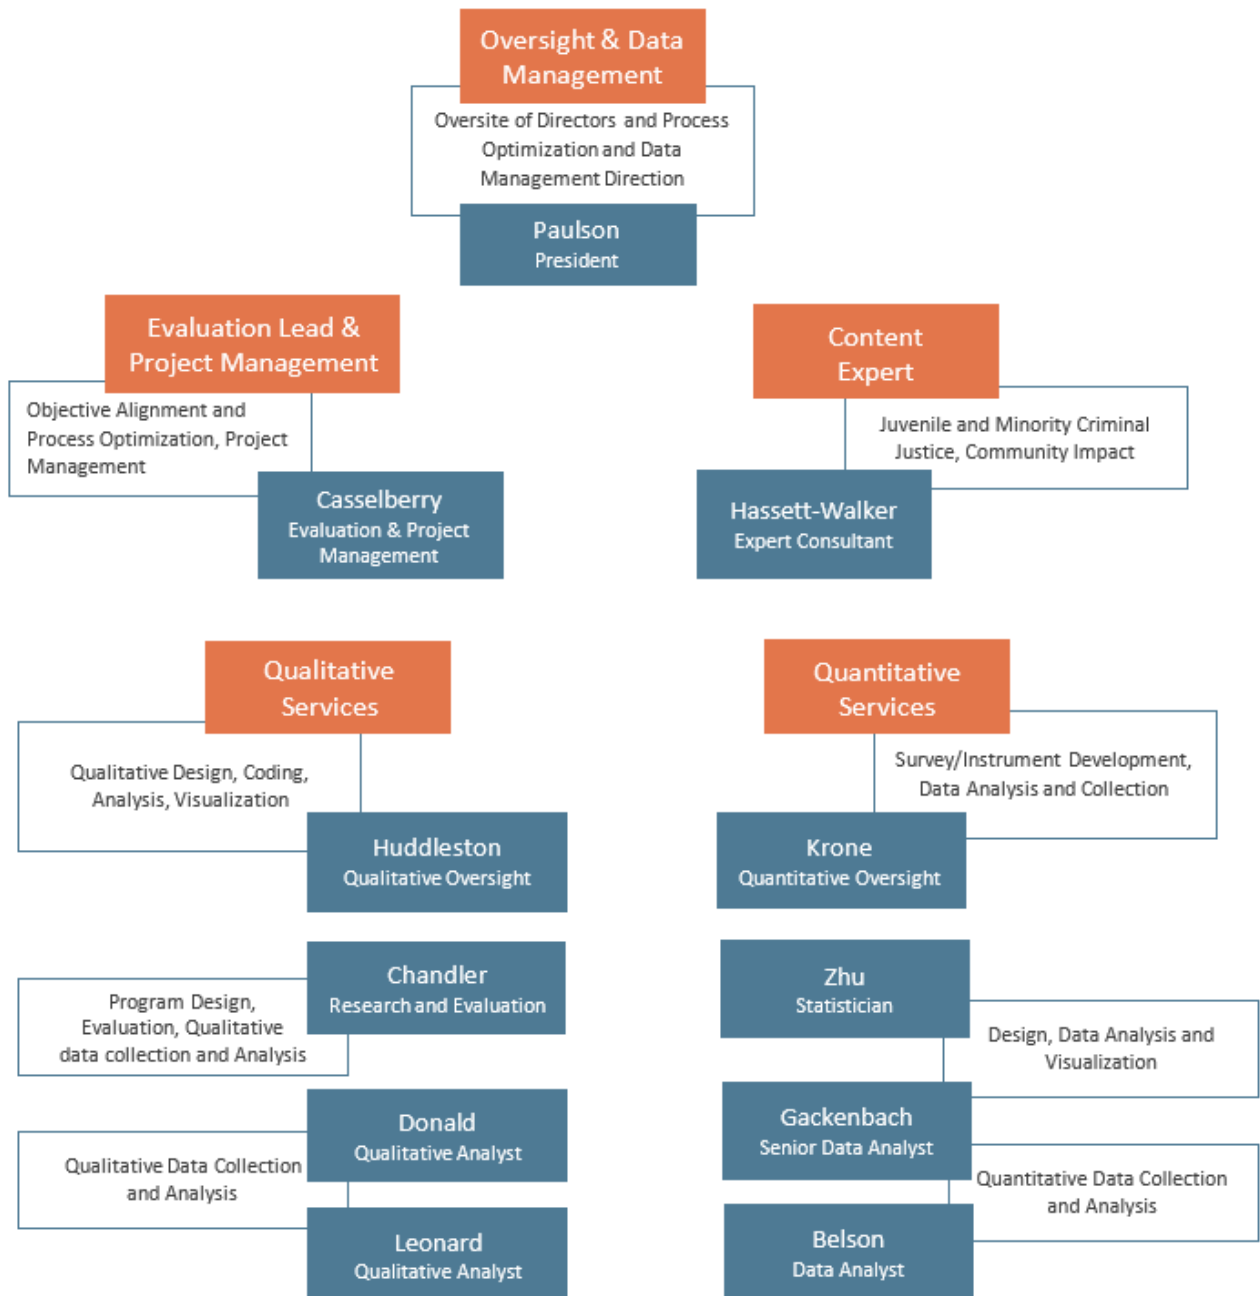 Oversight & Data
Management
Oversite of Directors and Process
Optimization and Data
Management Direction
Paulson
President
Evaluation Lead &
Project Management
Objective Alignment and
Process Optimization, Project
Management
Casselberry
Evaluation & Project
Management
Content
Expert
Juvenile and Minority Criminal
Justice, Community Impact
Hassett-Walker
Expert Consultant
Qualitative
Services
Qualitative Design, Coding,
Analysis, Visualization
Huddleston
Qualitative Oversight
Chandler
Research and Evaluation
Program Design,
Evaluation, Qualitative
data collection and Analysis
Donald
Qualitative Analyst
Qualitative Data Collection
and Analysis
Leonard
Qualitative Analyst
Quantitative
Services
Survey/Instrument Development,
Data Analysis and Collection
Krone
Quantitative Oversight
Zhu
Statistician
Design, Data Analysis and
Visualization
Gackenbach
Senior Data Analyst
Quantitative Data Collection
and Analysis
Belson
Data Analyst